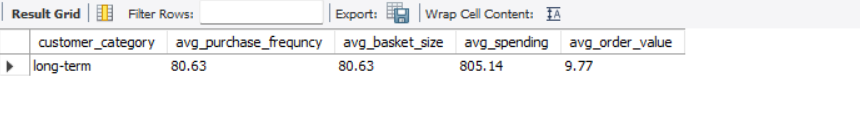 Result Grid Filter Rows: Export: Wrap Cell Content:
customer_category avg_purchase_frequncy avg_basket_size avg_spending avg_order_value
long-term 80.63 80.63 805.14 9.77